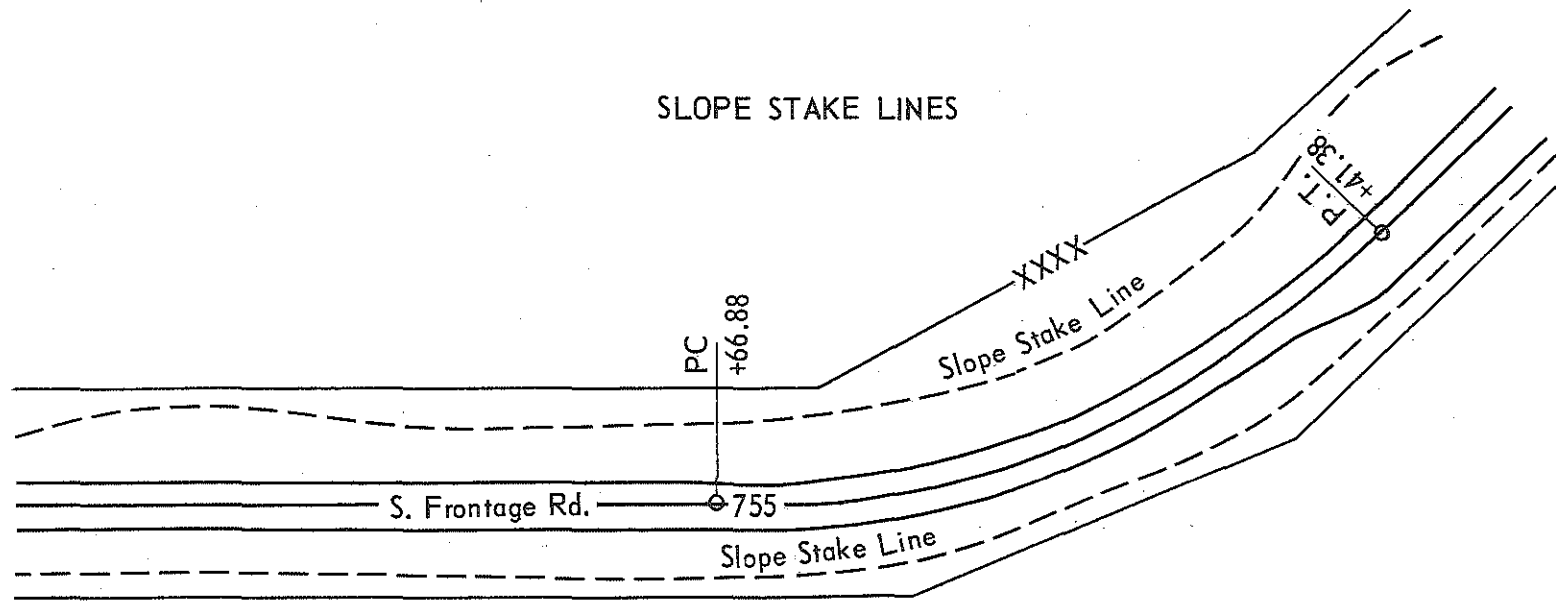 SLOPE STAKE LINES
P.T.
+41.38
XXXX
PC
+66.88
Slope Stake Line
S. Frontage Rd.
755
Slope Stake Line